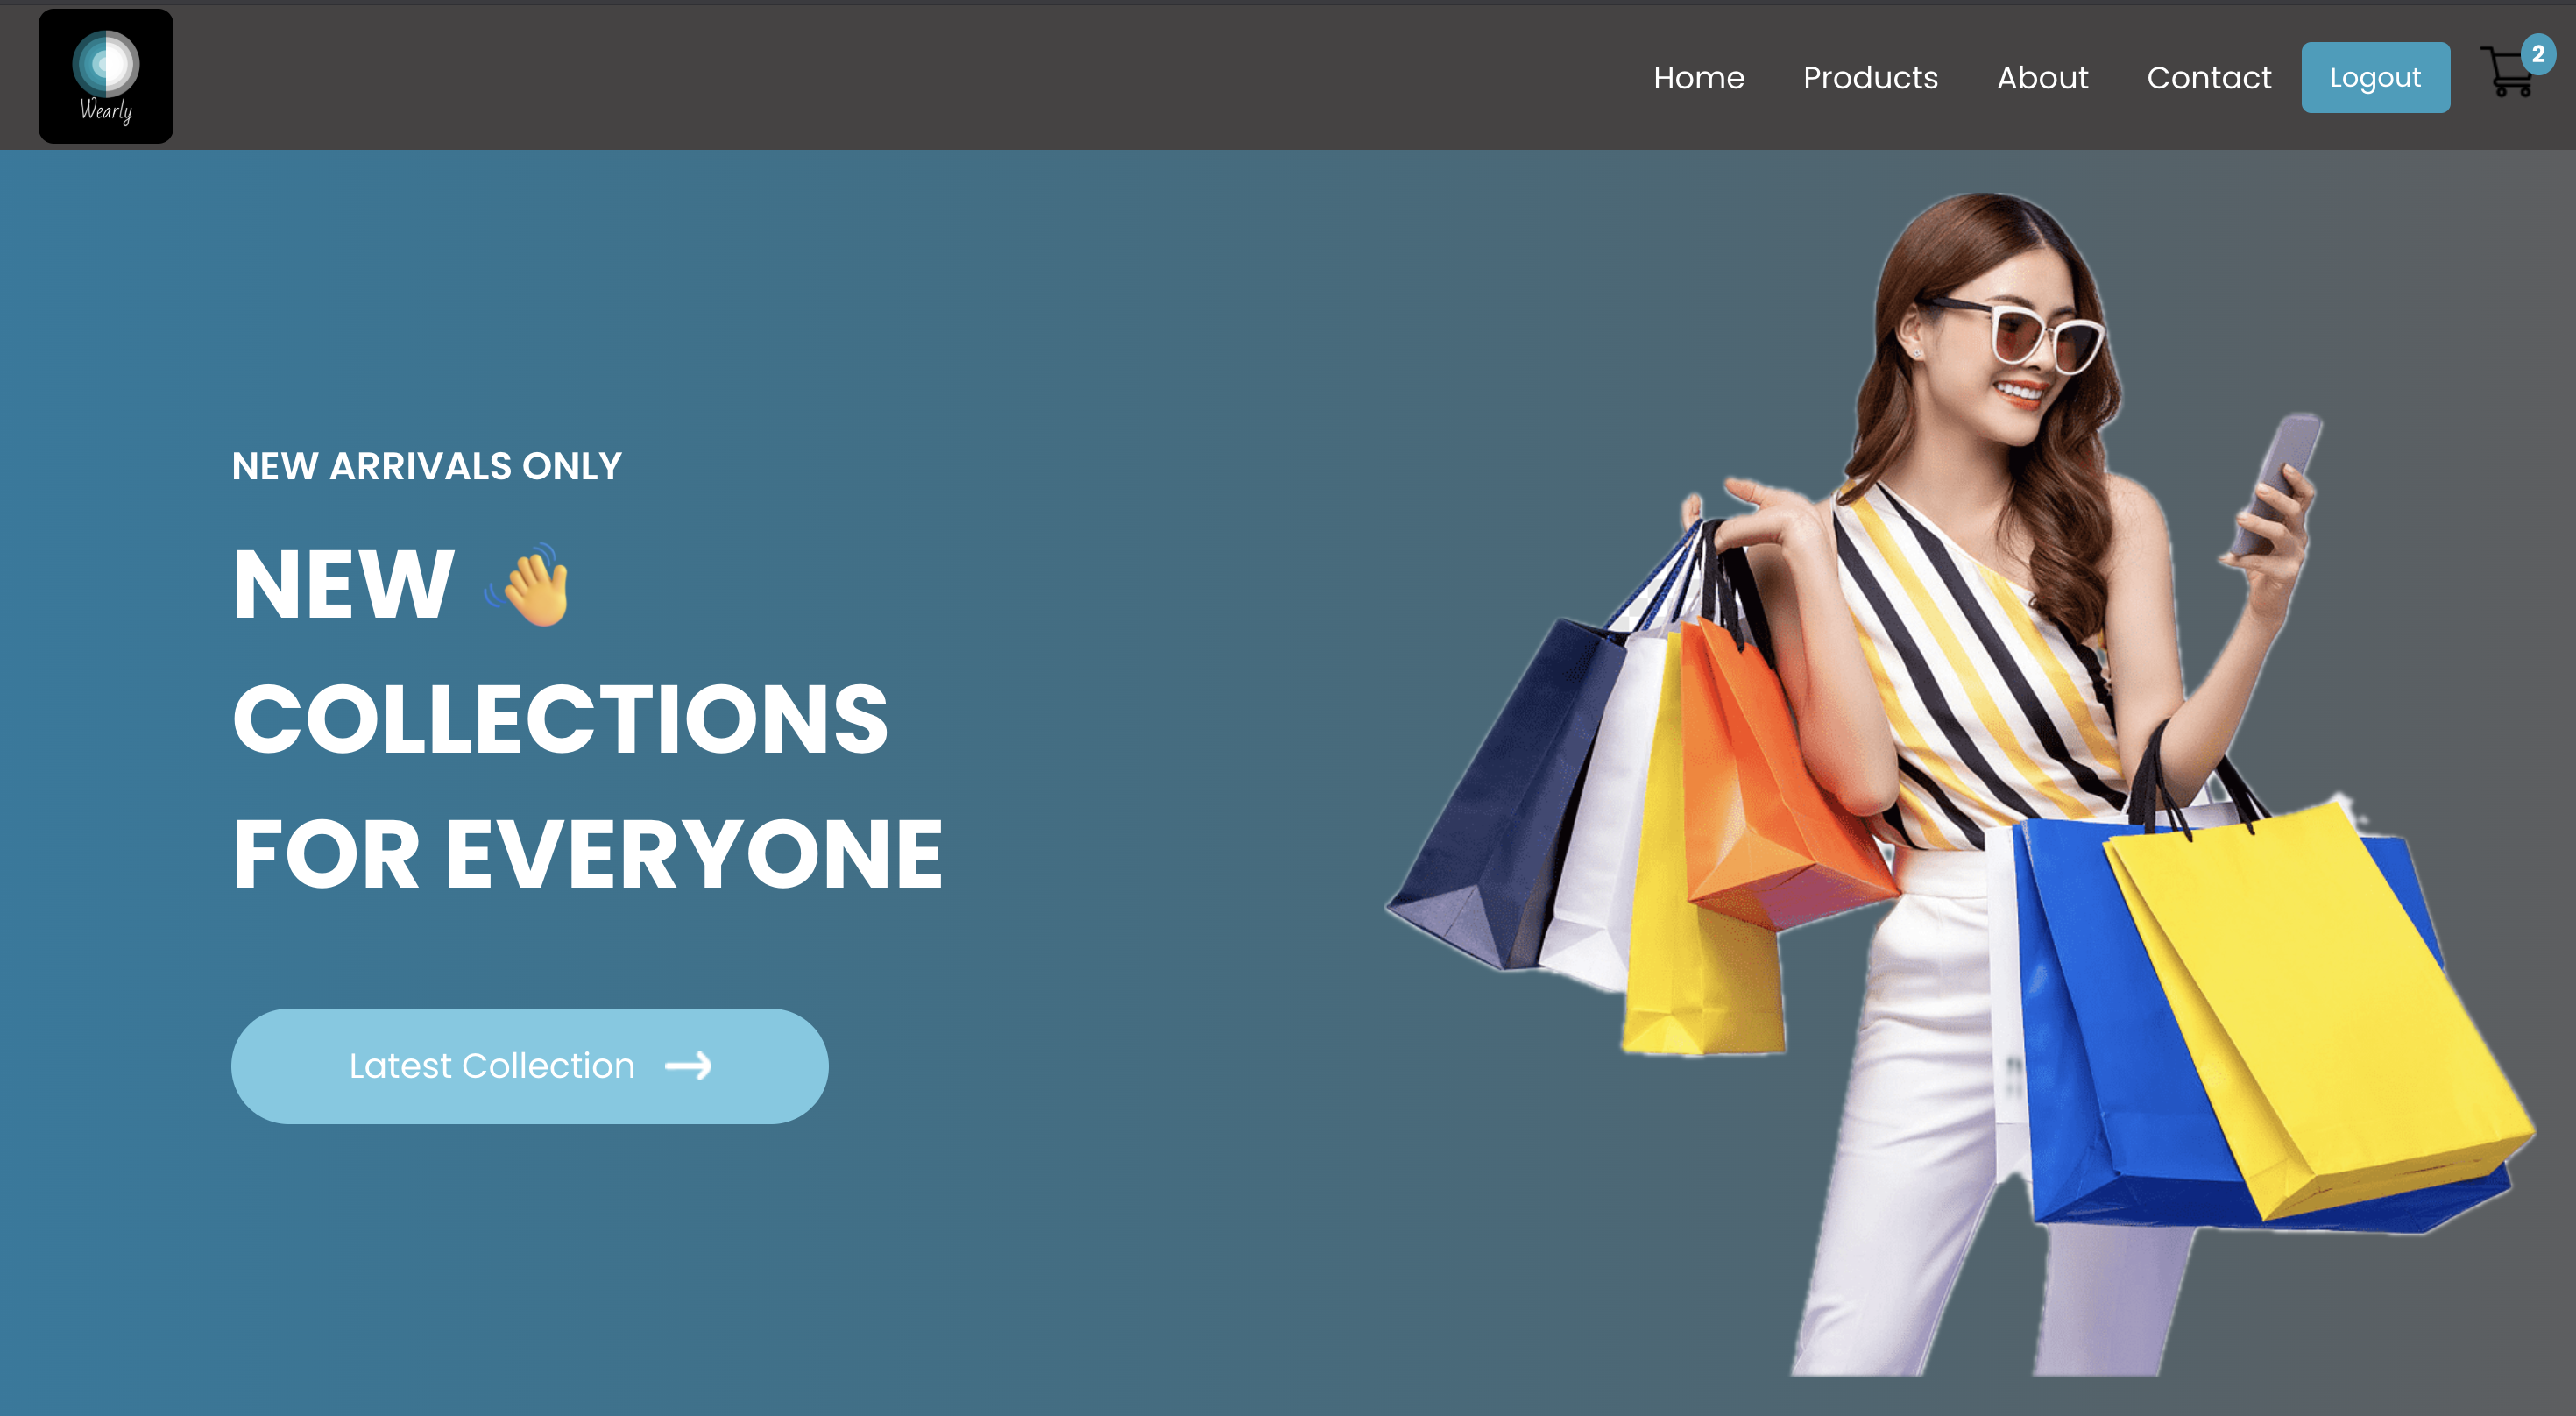 Wearly
Home Products About Contact Logout 2
NEW ARRIVALS ONLY
NEW 👋
COLLECTIONS
FOR EVERYONE
Latest Collection →